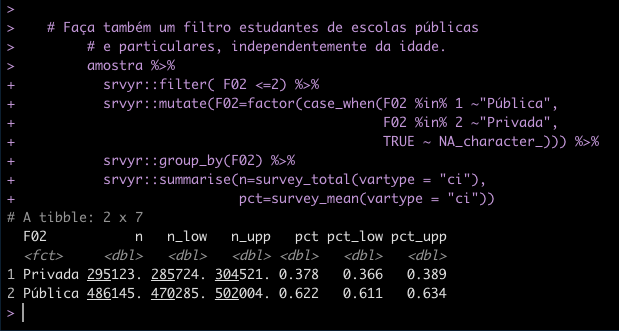 >
>    # Faça também um filtro estudantes de escolas públicas
>         # e particulares, independentemente da idade.
>         amostra %>%
+           srvyr::filter( F02 <=2) %>%
+           srvyr::mutate(F02=factor(case_when(F02 %in% 1 ~"Pública",
+                                              F02 %in% 2 ~"Privada",
+                                              TRUE ~ NA_character_))) %>%
+           srvyr::group_by(F02) %>%
+           srvyr::summarise(n=survey_total(vartype = "ci"),
+                            pct=survey_mean(vartype = "ci"))
# A tibble: 2 x 7
  F02           n   n_low   n_upp   pct pct_low pct_upp
  <fct>     <dbl>   <dbl>   <dbl> <dbl>   <dbl>   <dbl>
1 Privada 295123. 285724. 304521. 0.378   0.366   0.389
2 Pública 486145. 470285. 502004. 0.622   0.611   0.634
>